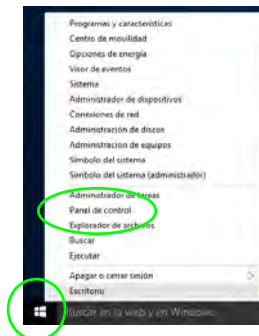 Programas y características
Centro de movilidad
Opciones de energía
Visor de eventos
Sistema
Administrador de dispositivos
Conexiones de red
Administración de discos
Administración de equipos
Símbolo del sistema
Símbolo del sistema (administrador)
Administrador de tareas
Panel de control
Explorador de archivos
Buscar
Ejecutar
Apagar o cerrar sesión
Escritorio
Buscar en la web y en Windows